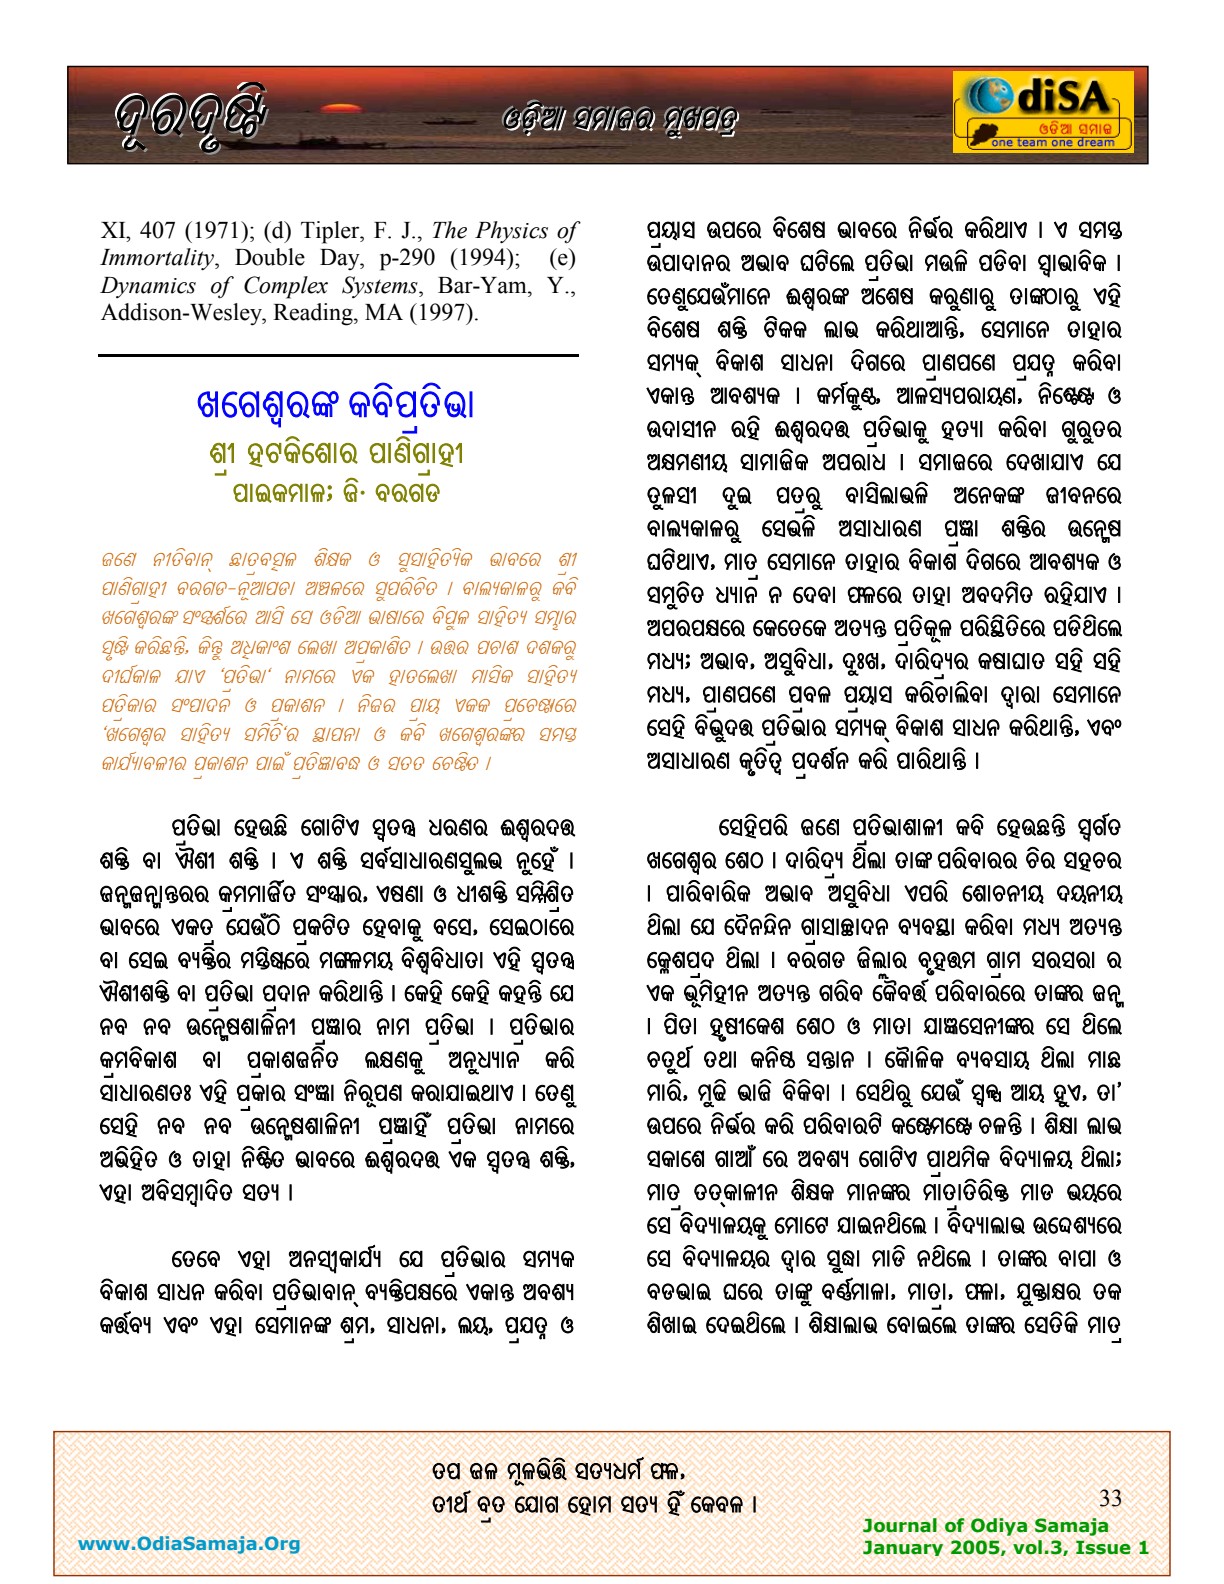 ଦୂରଦୃଷ୍ଟି
ଓଡ଼ିଆ ସମାଜର ମୁଖପତ୍ର
OdiSA
ଓଡିଆ ସମାଜ
one team one dream
XI, 407 (1971); (d) Tipler, F. J., The Physics of
Immortality, Double Day, p-290 (1994); (e)
Dynamics of Complex Systems, Bar-Yam, Y.,
Addison-Wesley, Reading, MA (1997).
ଖଗେଶ୍ୱରଙ୍କ କବିପ୍ରତିଭା
ଶ୍ରୀ ହଟକିଶୋର ପାଣିଗ୍ରାହୀ
ପାଇକମାଳ; ଜି· ବରଗଡ
ଜଣେ ନୀତିବାନ୍ ଛାତ୍ରବତ୍ସଳ ଶିକ୍ଷକ ଓ ସୁସାହିତ୍ୟିକ ଭାବରେ ଶ୍ରୀ
ପାଣିଗ୍ରାହୀ ବରଗଡ-ନୂଆପଡା ଅଞ୍ଚଳରେ ସୁପରିଚିତ । ବାଲ୍ୟକାଳରୁ କବି
ଖଗେଶ୍ୱରଙ୍କ ସଂସ୍ପର୍ଶରେ ଆସି ସେ ଓଡିଆ ଭାଷାରେ ବିପୁଳ ସାହିତ୍ୟ ସମ୍ଭାର
ସୃଷ୍ଟି କରିଛନ୍ତି, କିନ୍ତୁ ଅଧିକାଂଶ ଲେଖା ଅପ୍ରକାଶିତ । ଉତ୍ତର ପଚାଶ ଦଶକରୁ
ଦୀର୍ଘକାଳ ଯାଏ ‘ପ୍ରତିଭା‘ ନାମରେ ଏକ ହାତଲେଖା ମାସିକ ସାହିତ୍ୟ
ପତ୍ରିକାର ସଂପାଦନ ଓ ପ୍ରକାଶନ । ନିଜର ପ୍ରାୟ ଏକକ ପ୍ରଚେଷ୍ଟାରେ
‘ଖଗେଶ୍ୱର ସାହିତ୍ୟ ସମିତି‘ର ସ୍ଥାପନା ଓ କବି ଖଗେଶ୍ୱରଙ୍କର ସମସ୍ତ
କାର୍ଯ୍ୟାବଳୀର ପ୍ରକାଶନ ପାଇଁ ପ୍ରତିଜ୍ଞାବଦ୍ଧ ଓ ସତତ ଚେଷ୍ଟିତ ।
ପ୍ରତିଭା ହେଉଛି ଗୋଟିଏ ସ୍ୱତନ୍ତ୍ର ଧରଣର ଈଶ୍ୱରଦତ୍ତ
ଶକ୍ତି ବା ଐଶୀ ଶକ୍ତି । ଏ ଶକ୍ତି ସର୍ବସାଧାରଣସୁଲଭ ନୁହେଁ ।
ଜନ୍ମଜନ୍ମାନ୍ତରର କ୍ରମମାର୍ଜିତ ସଂସ୍କାର, ଏଷଣା ଓ ଧୀଶକ୍ତି ସମ୍ମିଶ୍ରିତ
ଭାବରେ ଏକତ୍ର ଯେଉଁଠି ପ୍ରକଟିତ ହେବାକୁ ବସେ, ସେଇଠାରେ
ବା ସେଇ ବ୍ୟକ୍ତିର ମସ୍ତିଷ୍କରେ ମଙ୍ଗଳମୟ ବିଶ୍ୱବିଧାତା ଏହି ସ୍ୱତନ୍ତ୍ର
ଐଶୀଶକ୍ତି ବା ପ୍ରତିଭା ପ୍ରଦାନ କରିଥାନ୍ତି । କେହି କେହି କହନ୍ତି ଯେ
ନବ ନବ ଉନ୍ମେଷଶାଳିନୀ ପ୍ରଜ୍ଞାର ନାମ ପ୍ରତିଭା । ପ୍ରତିଭାର
କ୍ରମବିକାଶ ବା ପ୍ରକାଶଜନିତ ଲକ୍ଷଣକୁ ଅନୁଧ୍ୟାନ କରି
ସାଧାରଣତଃ ଏହି ପ୍ରକାର ସଂଜ୍ଞା ନିରୂପଣ କରାଯାଇଥାଏ । ତେଣୁ
ସେହି ନବ ନବ ଉନ୍ମେଷଶାଳିନୀ ପ୍ରଜ୍ଞାହିଁ ପ୍ରତିଭା ନାମରେ
ଅଭିହିତ ଓ ତାହା ନିଶ୍ଚିତ ଭାବରେ ଈଶ୍ୱରଦତ୍ତ ଏକ ସ୍ୱତନ୍ତ୍ର ଶକ୍ତି,
ଏହା ଅବିସମ୍ବାଦିତ ସତ୍ୟ ।
ତେବେ ଏହା ଅନସ୍ୱୀକାର୍ଯ୍ୟ ଯେ ପ୍ରତିଭାର ସମ୍ୟକ
ବିକାଶ ସାଧନ କରିବା ପ୍ରତିଭାବାନ୍ ବ୍ୟକ୍ତିପକ୍ଷରେ ଏକାନ୍ତ ଅବଶ୍ୟ
କର୍ତ୍ତବ୍ୟ ଏବଂ ଏହା ସେମାନଙ୍କ ଶ୍ରମ, ସାଧନା, ଲୟ, ପ୍ରଯତ୍ନ ଓ
ପ୍ରୟାସ ଉପରେ ବିଶେଷ ଭାବରେ ନିର୍ଭର କରିଥାଏ । ଏ ସମସ୍ତ
ଉପାଦାନର ଅଭାବ ଘଟିଲେ ପ୍ରତିଭା ମଉଳି ପଡିବା ସ୍ୱାଭାବିକ ।
ତେଣୁଯେଉଁମାନେ ଈଶ୍ୱରଙ୍କ ଅଶେଷ କରୁଣାରୁ ତାଙ୍କଠାରୁ ଏହି
ବିଶେଷ ଶକ୍ତି ଟିକକ ଲାଭ କରିଥାଆନ୍ତି, ସେମାନେ ତାହାର
ସମ୍ୟକ୍ ବିକାଶ ସାଧନା ଦିଗରେ ପ୍ରାଣପଣେ ପ୍ରଯତ୍ନ କରିବା
ଏକାନ୍ତ ଆବଶ୍ୟକ । କର୍ମକୁଣ୍ଠ, ଆଳସ୍ୟପରାୟଣ, ନିଶ୍ଚେଷ୍ଟ ଓ
ଉଦାସୀନ ରହି ଈଶ୍ୱରଦତ୍ତ ପ୍ରତିଭାକୁ ହତ୍ୟା କରିବା ଗୁରୁତର
ଅକ୍ଷମଣୀୟ ସାମାଜିକ ଅପରାଧ । ସମାଜରେ ଦେଖାଯାଏ ଯେ
ତୁଳସୀ ଦୁଇ ପତ୍ରରୁ ବାସିଲାଭଳି ଅନେକଙ୍କ ଜୀବନରେ
ବାଲ୍ୟକାଳରୁ ସେଭଳି ଅସାଧାରଣ ପ୍ରଜ୍ଞା ଶକ୍ତିର ଉନ୍ମେଷ
ଘଟିଥାଏ, ମାତ୍ର ସେମାନେ ତାହାର ବିକାଶ ଦିଗରେ ଆବଶ୍ୟକ ଓ
ସମୁଚିତ ଧ୍ୟାନ ନ ଦେବା ଫଳରେ ତାହା ଅବଦମିତ ରହିଯାଏ ।
ଅପରପକ୍ଷରେ କେତେକେ ଅତ୍ୟନ୍ତ ପ୍ରତିକୂଳ ପରିସ୍ଥିତିରେ ପଡିଥିଲେ
ମଧ୍ୟ; ଅଭାବ, ଅସୁବିଧା, ଦୁଃଖ, ଦାରିଦ୍ର୍ୟର କଷାଘାତ ସହି ସହି
ମଧ୍ୟ, ପ୍ରାଣପଣେ ପ୍ରବଳ ପ୍ରୟାସ କରିଚାଲିବା ଦ୍ୱାରା ସେମାନେ
ସେହି ବିଭୁଦତ୍ତ ପ୍ରତିଭାର ସମ୍ୟକ୍ ବିକାଶ ସାଧନ କରିଥାନ୍ତି, ଏବଂ
ଅସାଧାରଣ କୃତିତ୍ୱ ପ୍ରଦର୍ଶନ କରି ପାରିଥାନ୍ତି ।
ସେହିପରି ଜଣେ ପ୍ରତିଭାଶାଳୀ କବି ହେଉଛନ୍ତି ସ୍ୱର୍ଗତ
ଖଗେଶ୍ୱର ଶେଠ । ଦାରିଦ୍ର୍ୟ ଥିଲା ତାଙ୍କ ପରିବାରର ଚିର ସହଚର
। ପାରିବାରିକ ଅଭାବ ଅସୁବିଧା ଏପରି ଶୋଚନୀୟ ଦୟନୀୟ
ଥିଲା ଯେ ଦୈନନ୍ଦିନ ଗ୍ରାସାଚ୍ଛାଦନ ବ୍ୟବସ୍ଥା କରିବା ମଧ୍ୟ ଅତ୍ୟନ୍ତ
କ୍ଳେଶପ୍ରଦ ଥିଲା । ବରଗଡ ଜିଲ୍ଲାର ବୃହତ୍ତମ ଗ୍ରାମ ସରସରା ର
ଏକ ଭୂମିହୀନ ଅତ୍ୟନ୍ତ ଗରିବ କୈବର୍ତ୍ତ ପରିବାରରେ ତାଙ୍କର ଜନ୍ମ
। ପିତା ହୃଷୀକେଶ ଶେଠ ଓ ମାତା ଯାଜ୍ଞସେନୀଙ୍କର ସେ ଥିଲେ
ଚତୁର୍ଥ ତଥା କନିଷ୍ଠ ସନ୍ତାନ । କୌଳିକ ବ୍ୟବସାୟ ଥିଲା ମାଛ
ମାରି, ମୁଢି ଭାଜି ବିକିବା । ସେଥିରୁ ଯେଉଁ ସ୍ୱଳ୍ପ ଆୟ ହୁଏ, ତା’
ଉପରେ ନିର୍ଭର କରି ପରିବାରଟି କଷ୍ଟେମଷ୍ଟେ ଚଳନ୍ତି । ଶିକ୍ଷା ଲାଭ
ସକାଶେ ଗାଆଁ ରେ ଅବଶ୍ୟ ଗୋଟିଏ ପ୍ରାଥମିକ ବିଦ୍ୟାଳୟ ଥିଲା;
ମାତ୍ର ତତ୍କାଳୀନ ଶିକ୍ଷକ ମାନଙ୍କର ମାତ୍ରାତିରିକ୍ତ ମାଡ ଭୟରେ
ସେ ବିଦ୍ୟାଳୟକୁ ମୋଟେ ଯାଇନଥିଲେ । ବିଦ୍ୟାଲାଭ ଉଦ୍ଦେଶ୍ୟରେ
ସେ ବିଦ୍ୟାଳୟର ଦ୍ୱାର ସୁଦ୍ଧା ମାଡି ନଥିଲେ । ତାଙ୍କର ବାପା ଓ
ବଡଭାଇ ଘରେ ତାଙ୍କୁ ବର୍ଣ୍ଣମାଳା, ମାତ୍ରା, ଫଳା, ଯୁକ୍ତାକ୍ଷର ତକ
ଶିଖାଇ ଦେଇଥିଲେ । ଶିକ୍ଷାଲାଭ ବୋଇଲେ ତାଙ୍କର ସେତିକି ମାତ୍ର
ତପ ଜଳ ମୂଳଭିତ୍ତି ସତ୍ୟଧର୍ମ ଫଳ,
ତୀର୍ଥ ବ୍ରତ ଯୋଗ ହୋମ ସତ୍ୟ ହିଁ କେବଳ ।
33
www.OdiaSamaja.Org
Journal of Odiya Samaja
January 2005, vol.3, Issue 1